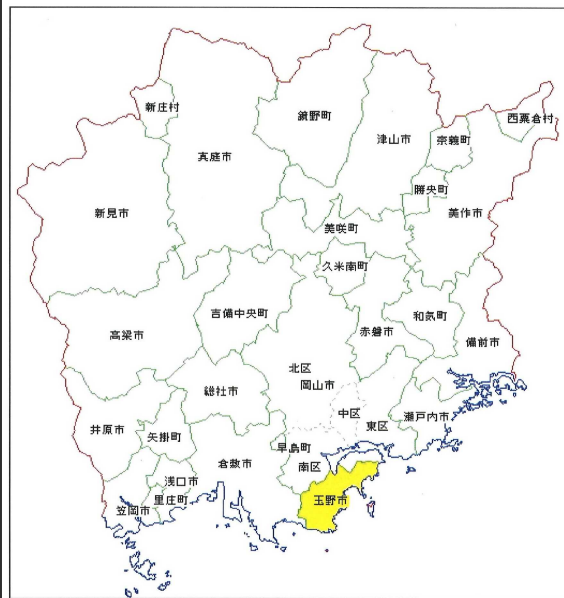 新庄村
鏡野町
西粟倉村
奈義町
津山市
真庭市
勝央町
新見市
美作市
美咲町
久米南町
吉備中央町
和気町
赤磐市
高梁市
備前市
北区
岡山市
総社市
中区
瀬戸内市
東区
井原市
矢掛町
早島町
倉敷市
南区
浅口市
里庄町
玉野市
笠岡市